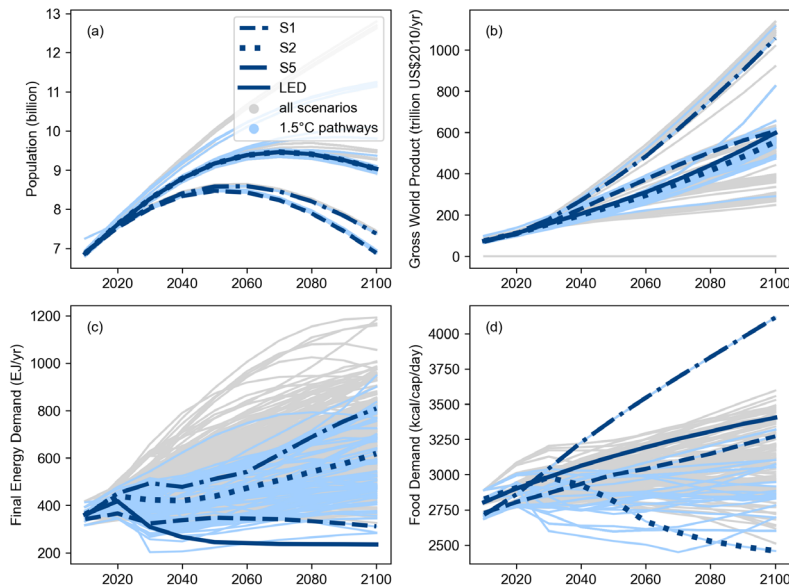 (a)
Population (billion)
13
12
11
10
9
8
7
2020 2040 2060 2080 2100
S1
S2
S5
LED
all scenarios
1.5°C pathways
(b)
Gross World Product (trillion US$2010/yr)
1000
800
600
400
200
0
2020 2040 2060 2080 2100
(c)
Final Energy Demand (EJ/yr)
1200
1000
800
600
400
200
2020 2040 2060 2080 2100
(d)
Food Demand (kcal/cap/day)
4000
3750
3500
3250
3000
2750
2500
2020 2040 2060 2080 2100